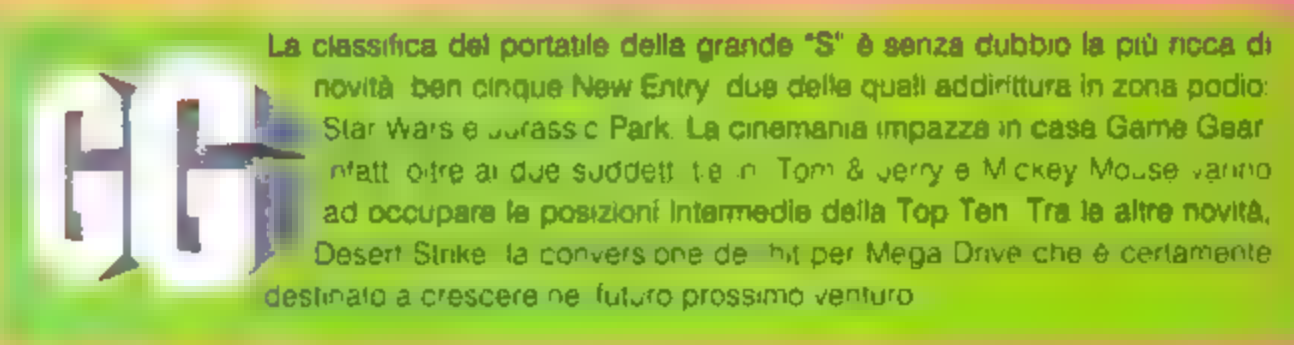 GG
La classifica del portatile della grande "S" è senza dubbio la più ricca di
novità ben cinque New Entry due delle quali addirittura in zona podio:
Star Wars e Jurassic Park. La cinemania impazza in casa Game Gear
infatti oltre ai due suddetti Tom & Jerry e Mickey Mouse vanno
ad occupare le posizioni intermedie della Top Ten Tra le altre novità,
Desert Strike la conversione del hit per Mega Drive che è certamente
destinato a crescere nel futuro prossimo venturo